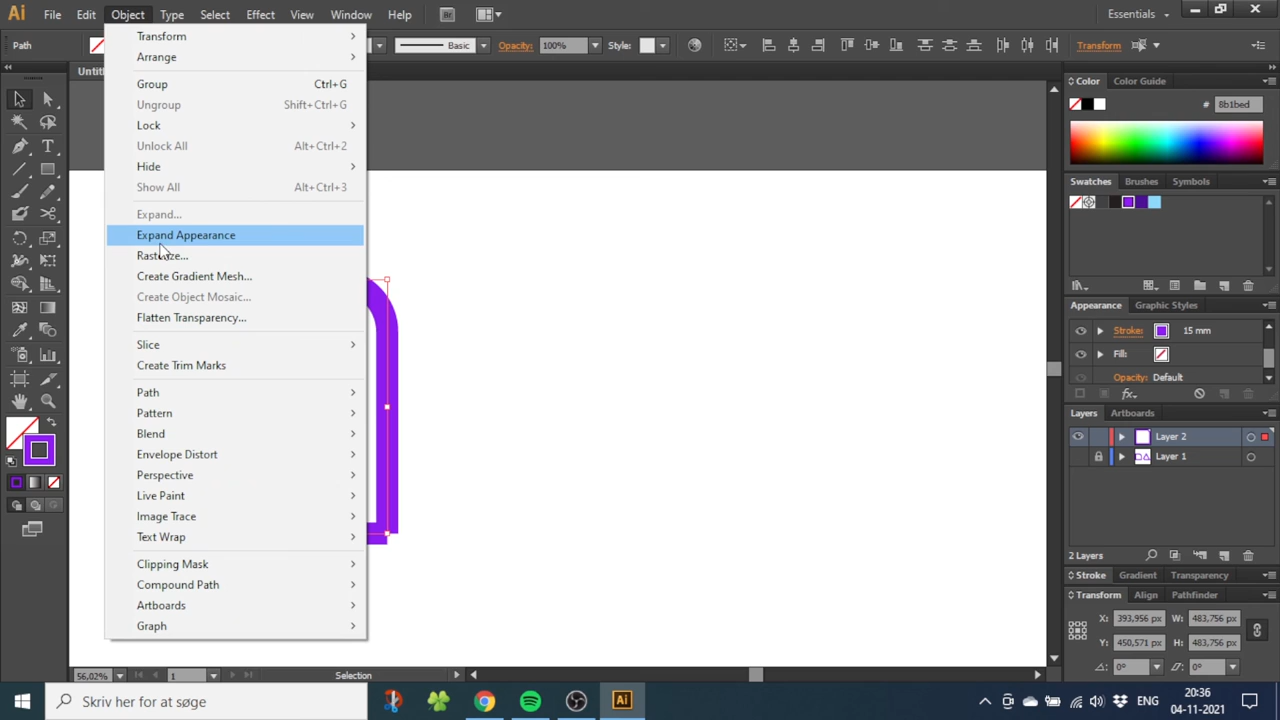 Ai File Edit Object Type Select Effect View Window Help Br Essentials
Path Basic Opacity: 100% Style: Transform
Untitl
Transform
Arrange
Group Ctrl+G
Ungroup Shift+Ctrl+G
Lock
Unlock All Alt+Ctrl+2
Hide
Show All Alt+Ctrl+3
Expand...
Expand Appearance
Rasterize...
Create Gradient Mesh...
Create Object Mosaic...
Flatten Transparency...
Slice
Create Trim Marks
Path
Pattern
Blend
Envelope Distort
Perspective
Live Paint
Image Trace
Text Wrap
Clipping Mask
Compound Path
Artboards
Graph
Color Color Guide
# 8b1bed
Swatches Brushes Symbols
Appearance Graphic Styles
Stroke: 15 mm
Fill:
Opacity: Default
fx
Layers Artboards
Layer 2
Layer 1
2 Layers
Stroke Gradient Transparency
Transform Align Pathfinder
X: 393,956 px W: 483,756 px
Y: 450,571 px H: 483,756 px
0° 0°
56,02% 1 Selection
Skriv her for at søge Ai ENG 20:36
04-11-2021